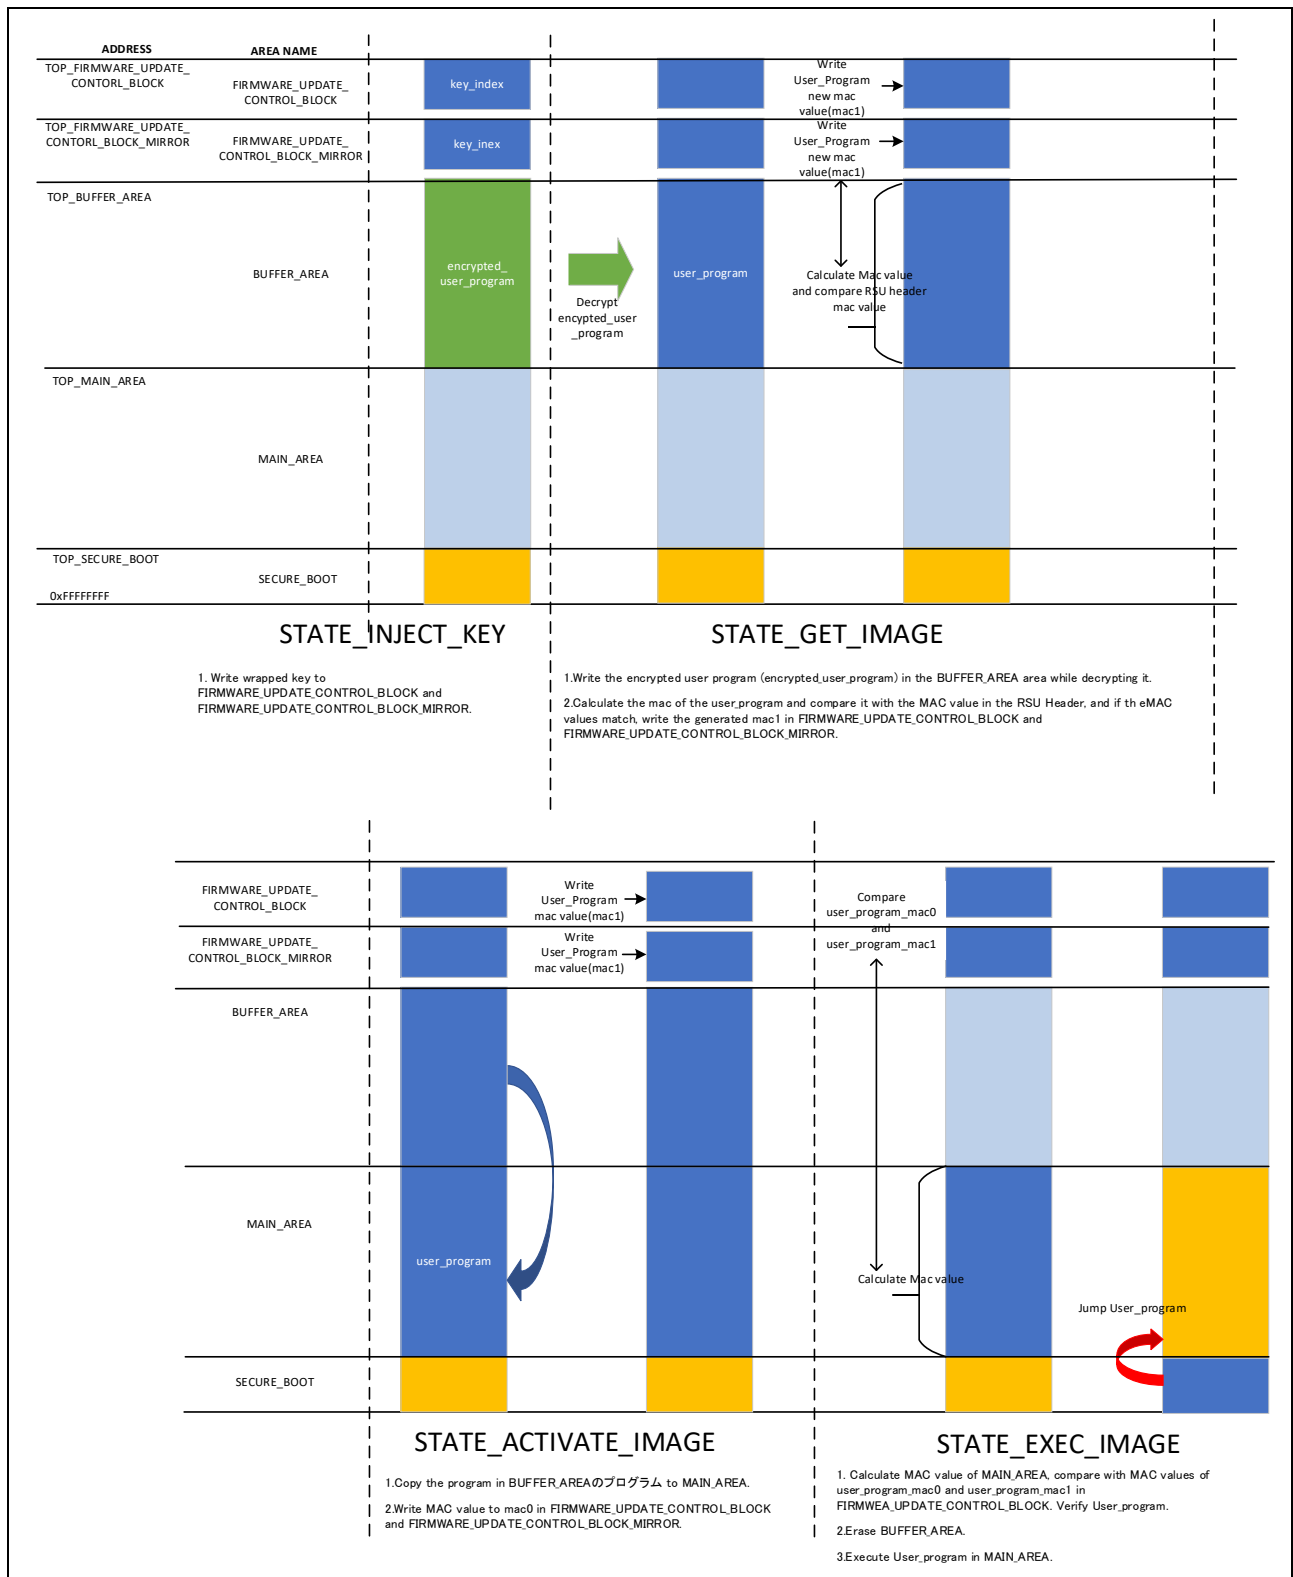 ADDRESS
AREA NAME
TOP_FIRMWARE_UPDATE_
CONTORL_BLOCK
FIRMWARE_UPDATE_
CONTROL_BLOCK
key_index
Write
User_Program
new mac
value(mac1)
TOP_FIRMWARE_UPDATE_
CONTORL_BLOCK_MIRROR
FIRMWARE_UPDATE_
CONTROL_BLOCK_MIRROR
key_inex
Write
User_Program
new mac
value(mac1)
TOP_BUFFER_AREA
BUFFER_AREA
encrypted_
user_program
Decrypt
encypted_user
_program
user_program
Calculate Mac value
and compare RSU header
mac value
TOP_MAIN_AREA
MAIN_AREA
TOP_SECURE_BOOT
SECURE_BOOT
0xFFFFFFFF
STATE_INJECT_KEY
1. Write wrapped key to
FIRMWARE_UPDATE_CONTROL_BLOCK and
FIRMWARE_UPDATE_CONTROL_BLOCK_MIRROR.
STATE_GET_IMAGE
1.Write the encrypted user program (encrypted_user_program) in the BUFFER_AREA area while decrypting it.
2.Calculate the mac of the user_program and compare it with the MAC value in the RSU Header, and if th eMAC
values match, write the generated mac1 in FIRMWARE_UPDATE_CONTROL_BLOCK and
FIRMWARE_UPDATE_CONTROL_BLOCK_MIRROR.
FIRMWARE_UPDATE_
CONTROL_BLOCK
Write
User_Program
mac value(mac1)
Compare
user_program_mac0
and
user_program_mac1
FIRMWARE_UPDATE_
CONTROL_BLOCK_MIRROR
Write
User_Program
mac value(mac1)
BUFFER_AREA
MAIN_AREA
user_program
Calculate Mac value
Jump User_program
SECURE_BOOT
STATE_ACTIVATE_IMAGE
1.Copy the program in BUFFER_AREAのプログラム to MAIN_AREA.
2.Write MAC value to mac0 in FIRMWARE_UPDATE_CONTROL_BLOCK
and FIRMWARE_UPDATE_CONTROL_BLOCK_MIRROR.
STATE_EXEC_IMAGE
1. Calculate MAC value of MAIN_AREA, compare with MAC values of
user_program_mac0 and user_program_mac1 in
FIRMWEA_UPDATE_CONTROL_BLOCK. Verify User_program.
2.Erase BUFFER_AREA.
3.Execute User_program in MAIN_AREA.